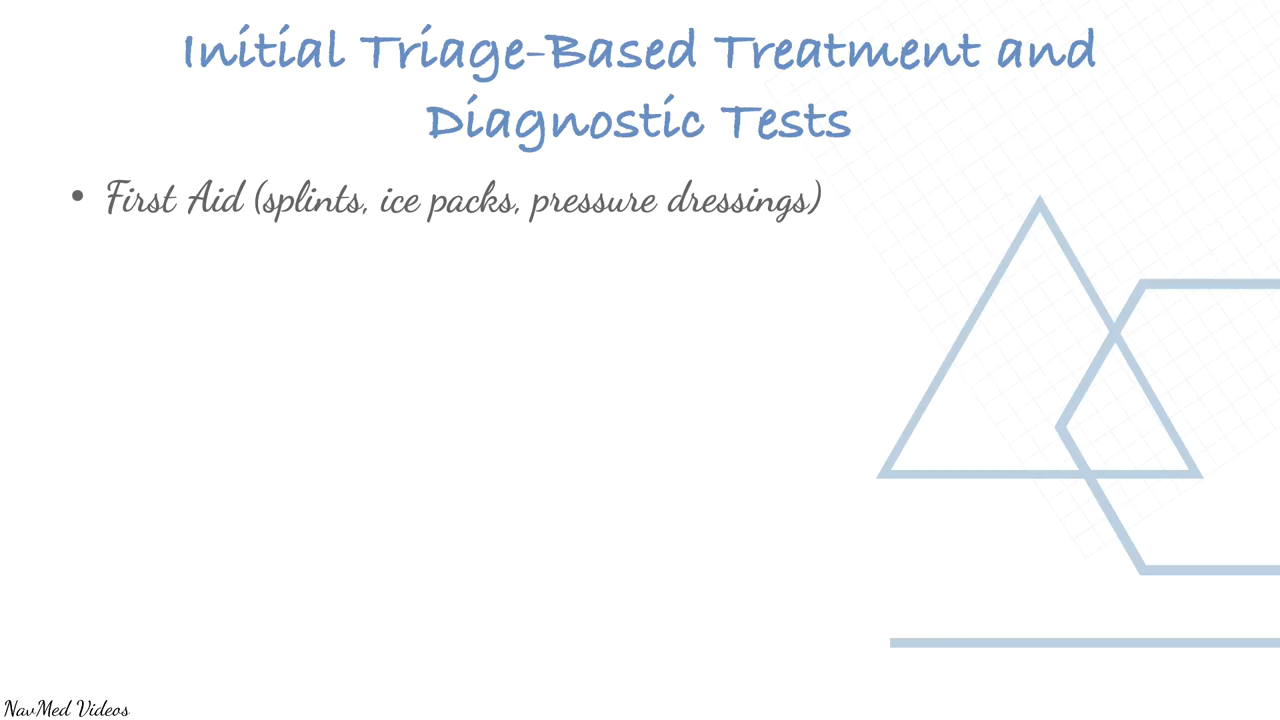 Initial Triage-Based Treatment and
Diagnostic Tests
• First Aid (splints, ice packs, pressure dressings)
NavMed Videos